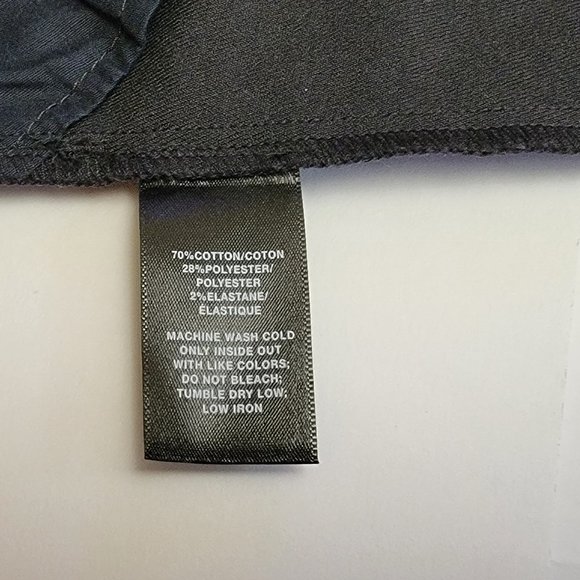 70%COTTON/COTON
28%POLYESTER/
POLYESTER
2%ELASTANE/
ÉLASTIQUE
MACHINE WASH COLD
ONLY INSIDE OUT
WITH LIKE COLORS;
DO NOT BLEACH;
TUMBLE DRY LOW;
LOW IRON